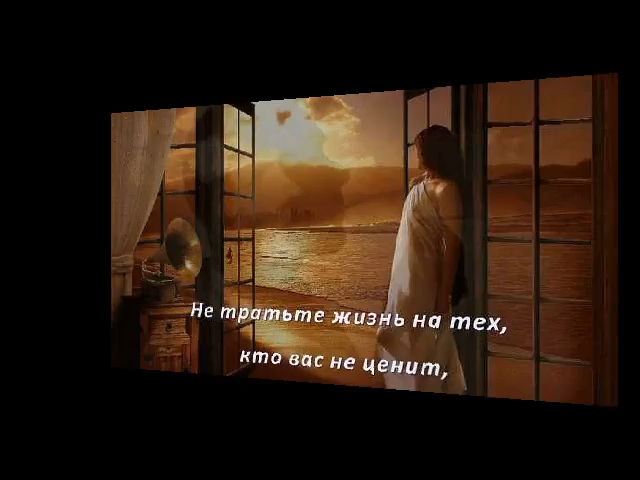 Не тратьте жизнь на тех,
кто вас не ценит,